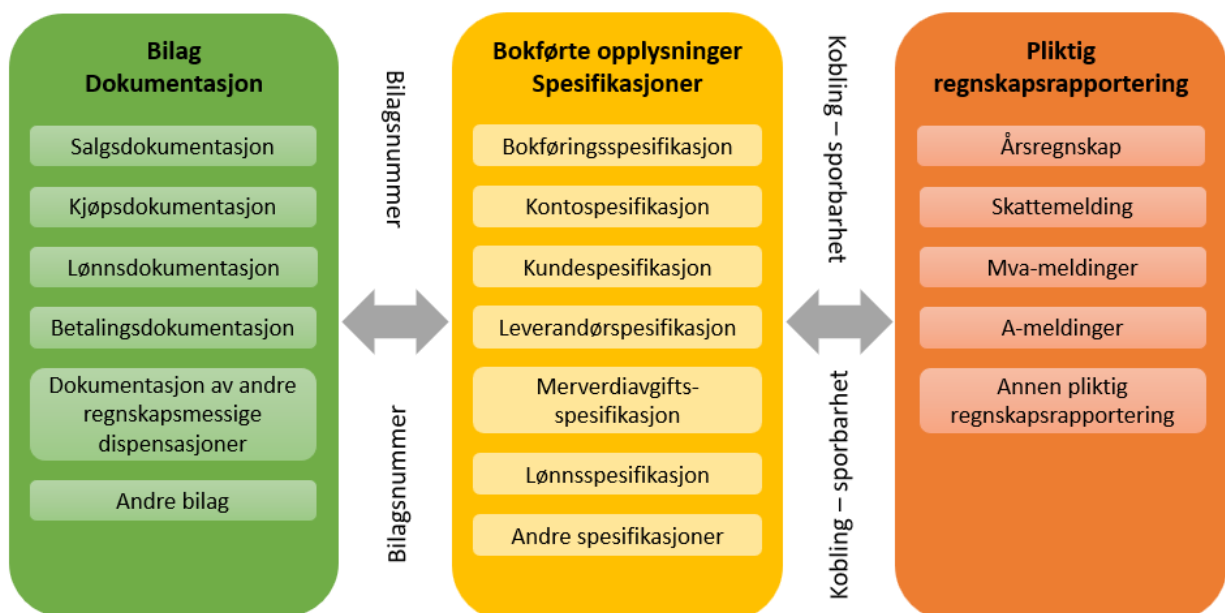 Bilag
Dokumentasjon
Salgsdokumentasjon
Kjøpsdokumentasjon
Lønnsdokumentasjon
Betalingsdokumentasjon
Dokumentasjon av andre
regnskapsmessige
dispensasjoner
Andre bilag
Bilagsnummer
Bilagsnummer
Bokførte opplysninger
Spesifikasjoner
Bokføringsspesifikasjon
Kontospesifikasjon
Kundespesifikasjon
Leverandørspesifikasjon
Merverdiavgifts-
spesifikasjon
Lønnsspesifikasjon
Andre spesifikasjoner
Kobling – sporbarhet
Kobling – sporbarhet
Pliktig
regnskapsrapportering
Årsregnskap
Skattemelding
Mva-meldinger
A-meldinger
Annen pliktig
regnskapsrapportering